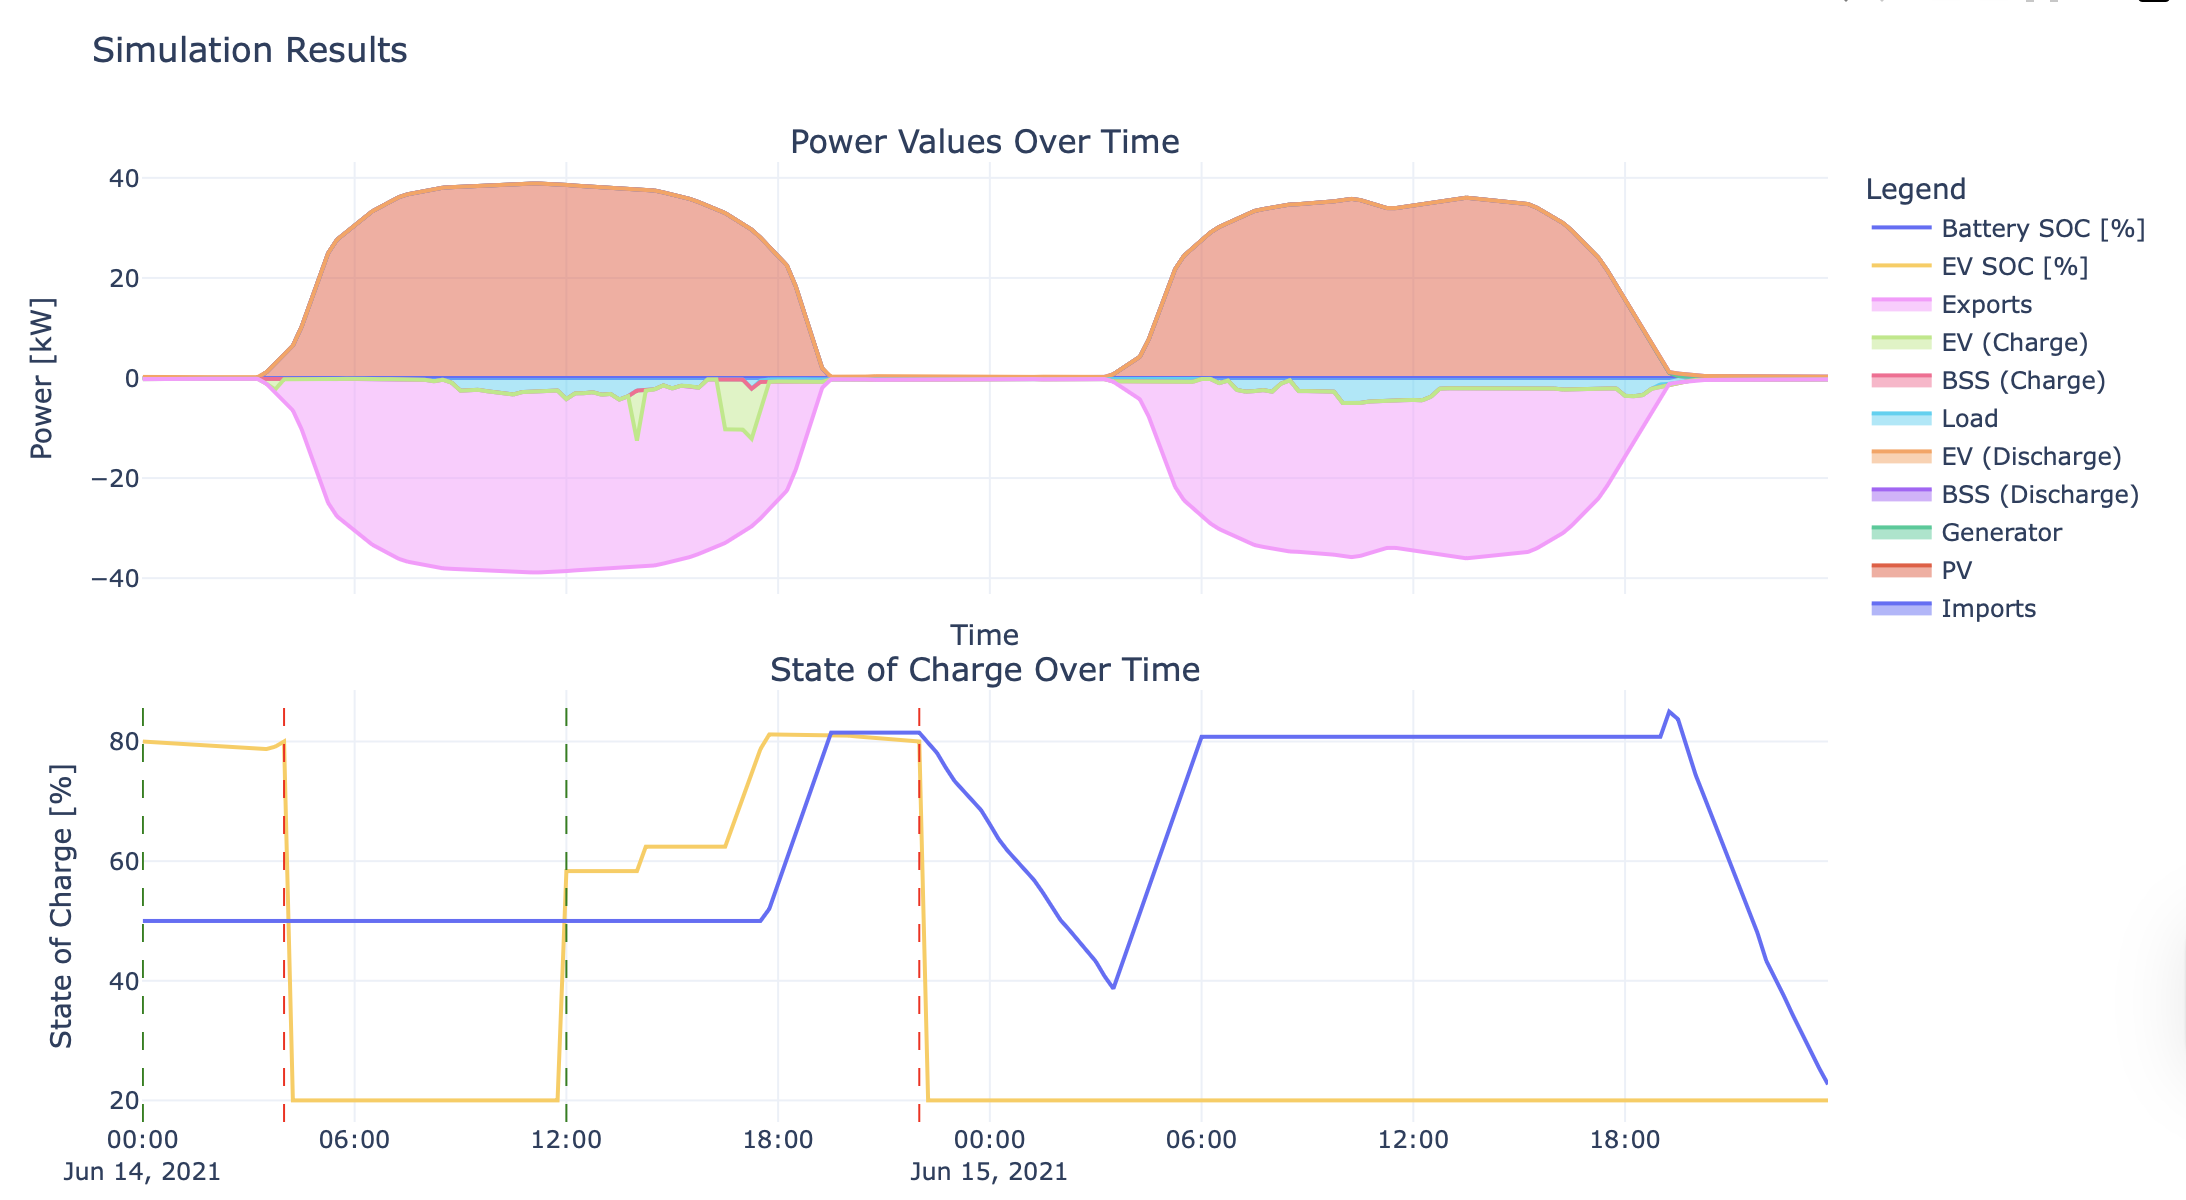 Simulation Results
Power Values Over Time
Power [kW]
40
20
0
−20
−40
Time
Legend
Battery SOC [%]
EV SOC [%]
Exports
EV (Charge)
BSS (Charge)
Load
EV (Discharge)
BSS (Discharge)
Generator
PV
Imports
State of Charge Over Time
State of Charge [%]
80
60
40
20
00:00 06:00 12:00 18:00 00:00 06:00 12:00 18:00
Jun 14, 2021 Jun 15, 2021